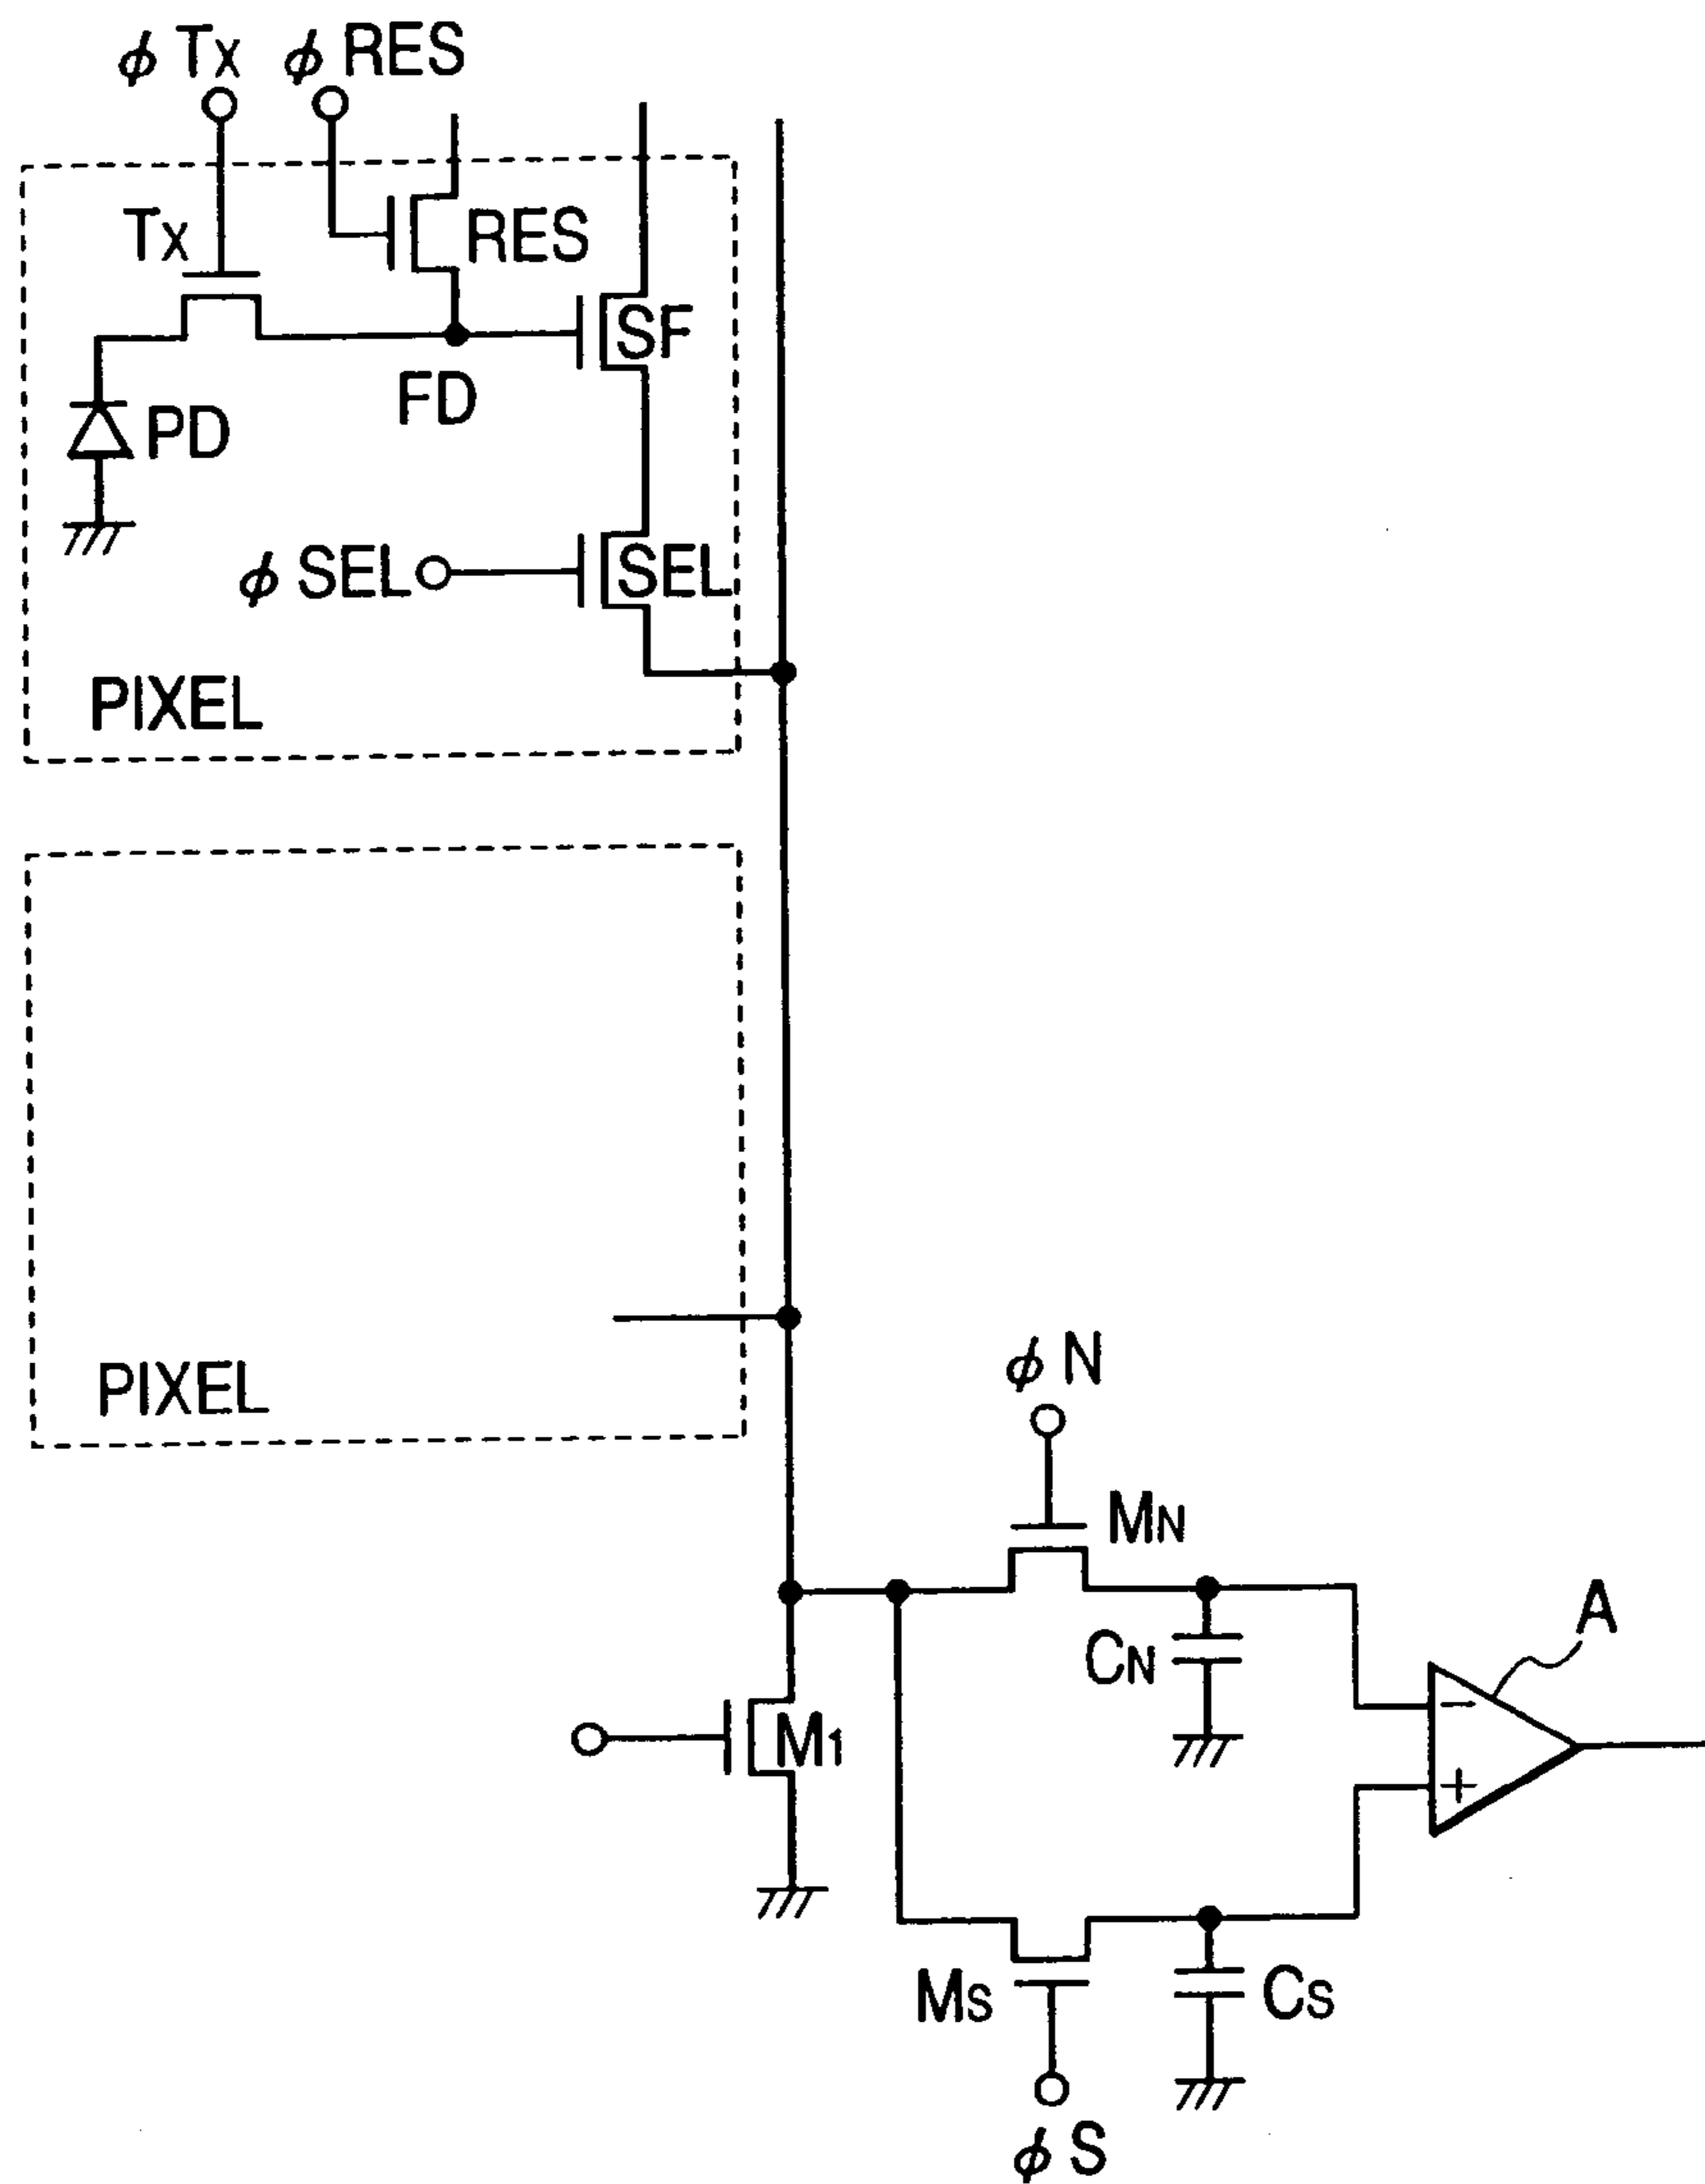 ϕ Tx ϕ RES
Tx
RES
SF
FD
PD
ϕ SEL
SEL
PIXEL
PIXEL
ϕ N
MN
A
CN
−
M1
+
MS
CS
ϕ S